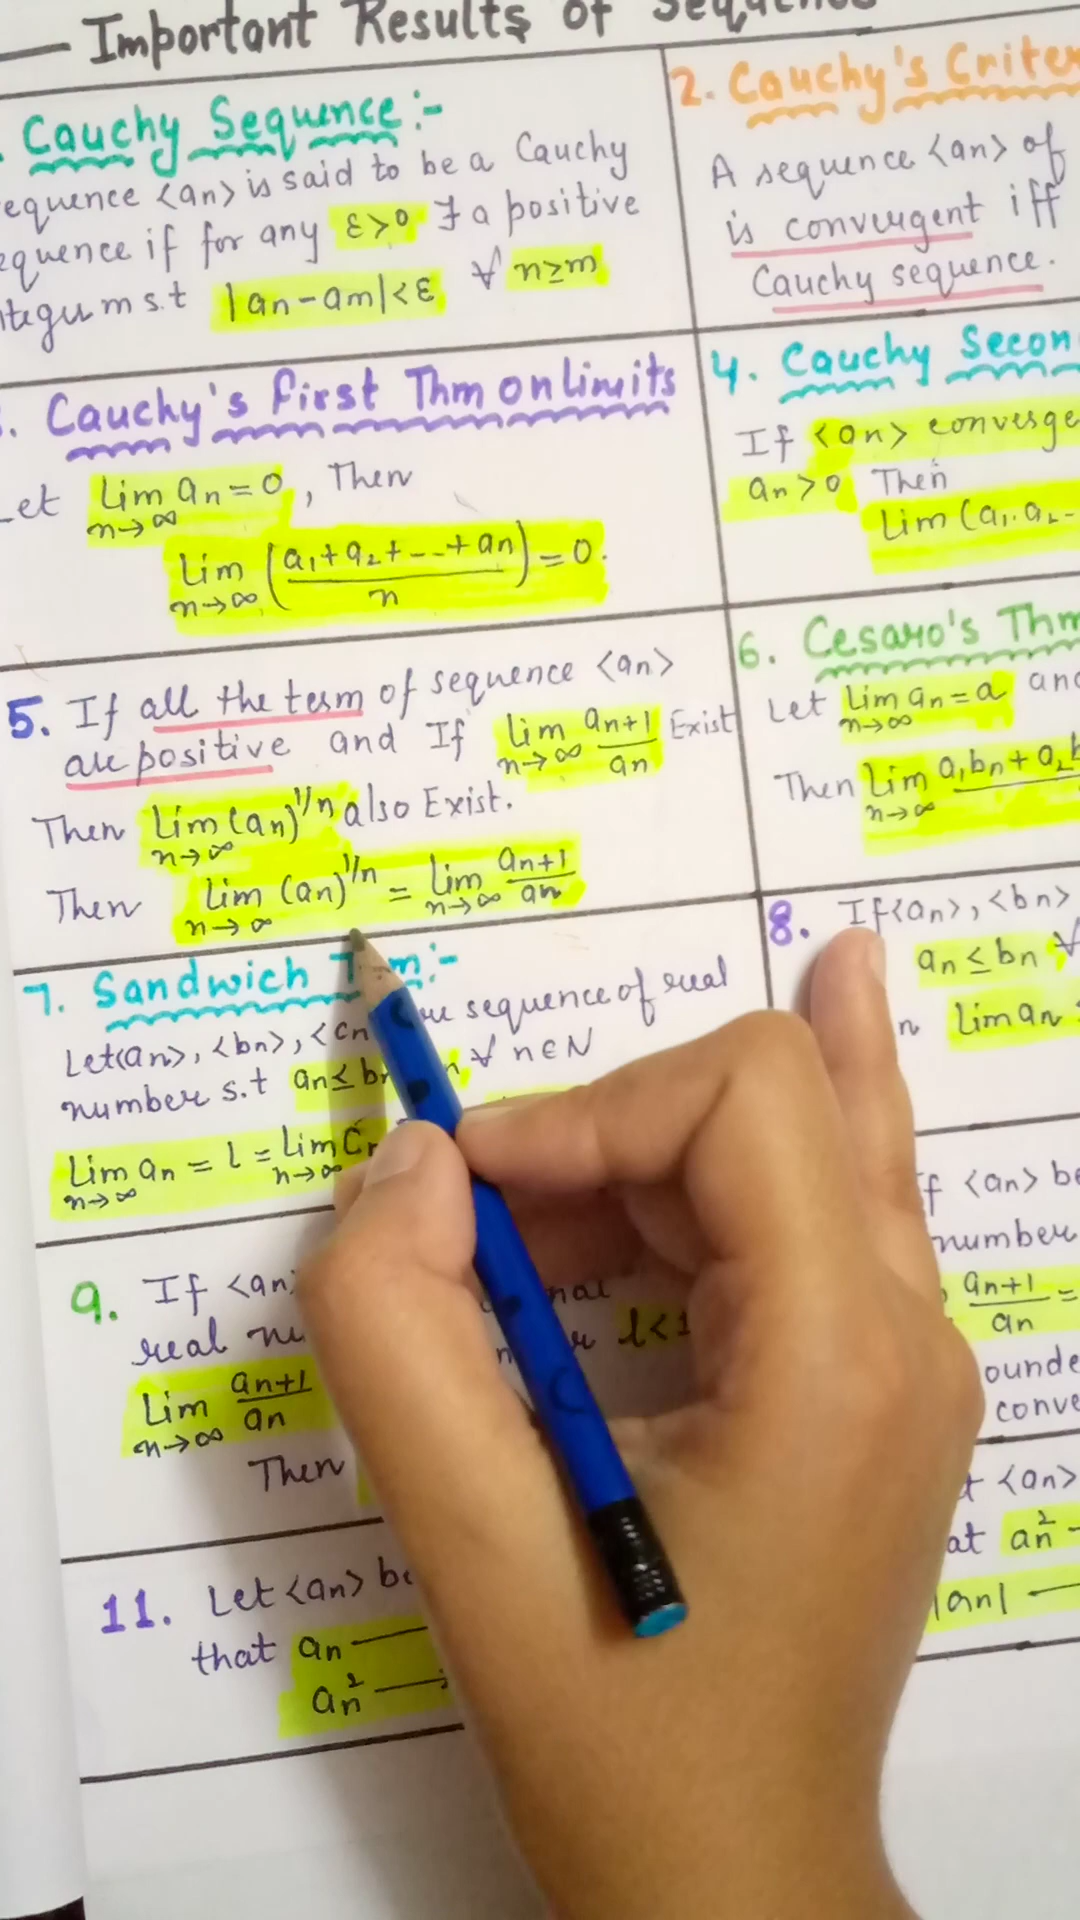 Important Results of Sequence
Cauchy Sequence:-
equence <an> is said to be a Cauchy
equence if for any ε>0 ∃ a positive
teger m s.t |an-am|<ε ∀ n≥m
2. Cauchy's Criter
A sequence <an> of
is convergent iff
Cauchy sequence.
. Cauchy's first Thm on limits
Let lim an = 0, Then
n→∞
Lim (a1+a2+--+an / n) = 0.
n→∞
4. Cauchy Secon
If <an> converge
an>0 Then
Lim (a1.a2-
5. If all the term of sequence <an>
are positive and If lim an+1/an Exist
n→∞
Then lim (an)^1/n also Exist.
n→∞
Then lim (an)^1/n = lim an+1/an
n→∞ n→∞
6. Cesaro's Thm
Let lim an = a and
n→∞
Then lim a1bn+a2b
n→∞
7. Sandwich :-
Let <an>, <bn>, <cn sequence of real
number s.t an≤bn ∀ n∈N
lim an = l = lim Cn
n→∞ n→∞
8. If <an>, <bn>
an≤bn ∀
n lim an =
9. If <an>
real l<1
Lim an+1/an
n→∞
Then
f <an> be
number
an+1/an =
ounde
conve
11. Let <an> be
that an —
an² →
t <an>
at an² -
|an| —